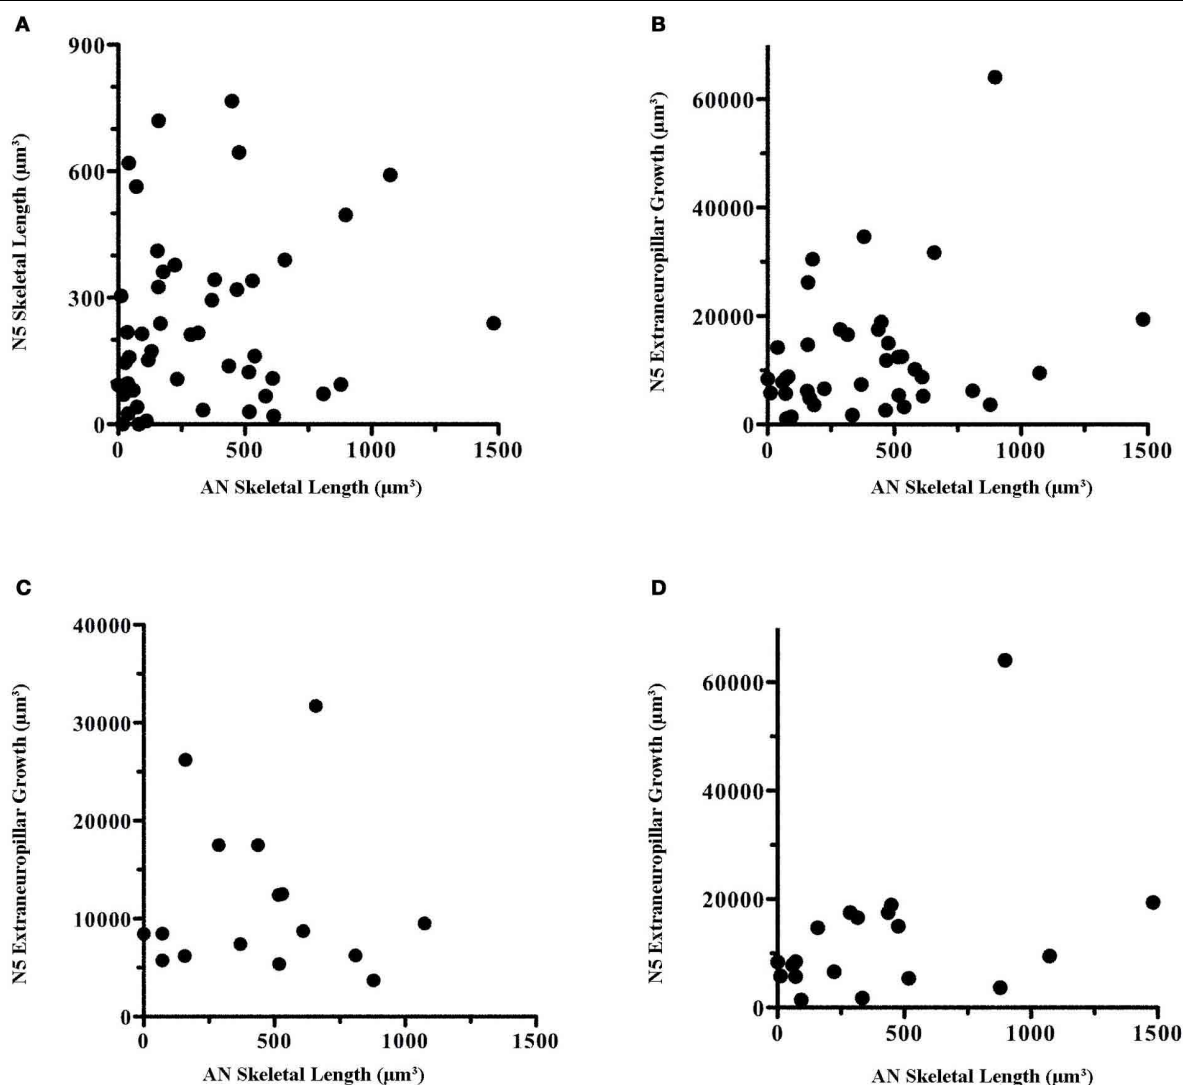 A
900
600
300
0
0 500 1000 1500
N5 Skeletal Length (µm³)
AN Skeletal Length (µm³)
B
60000
40000
20000
0
0 500 1000 1500
N5 Extraneuropillar Growth (µm³)
AN Skeletal Length (µm³)
C
40000
30000
20000
10000
0
0 500 1000 1500
N5 Extraneuropillar Growth (µm³)
AN Skeletal Length (µm³)
D
60000
40000
20000
0
0 500 1000 1500
N5 Extraneuropillar Growth (µm³)
AN Skeletal Length (µm³)